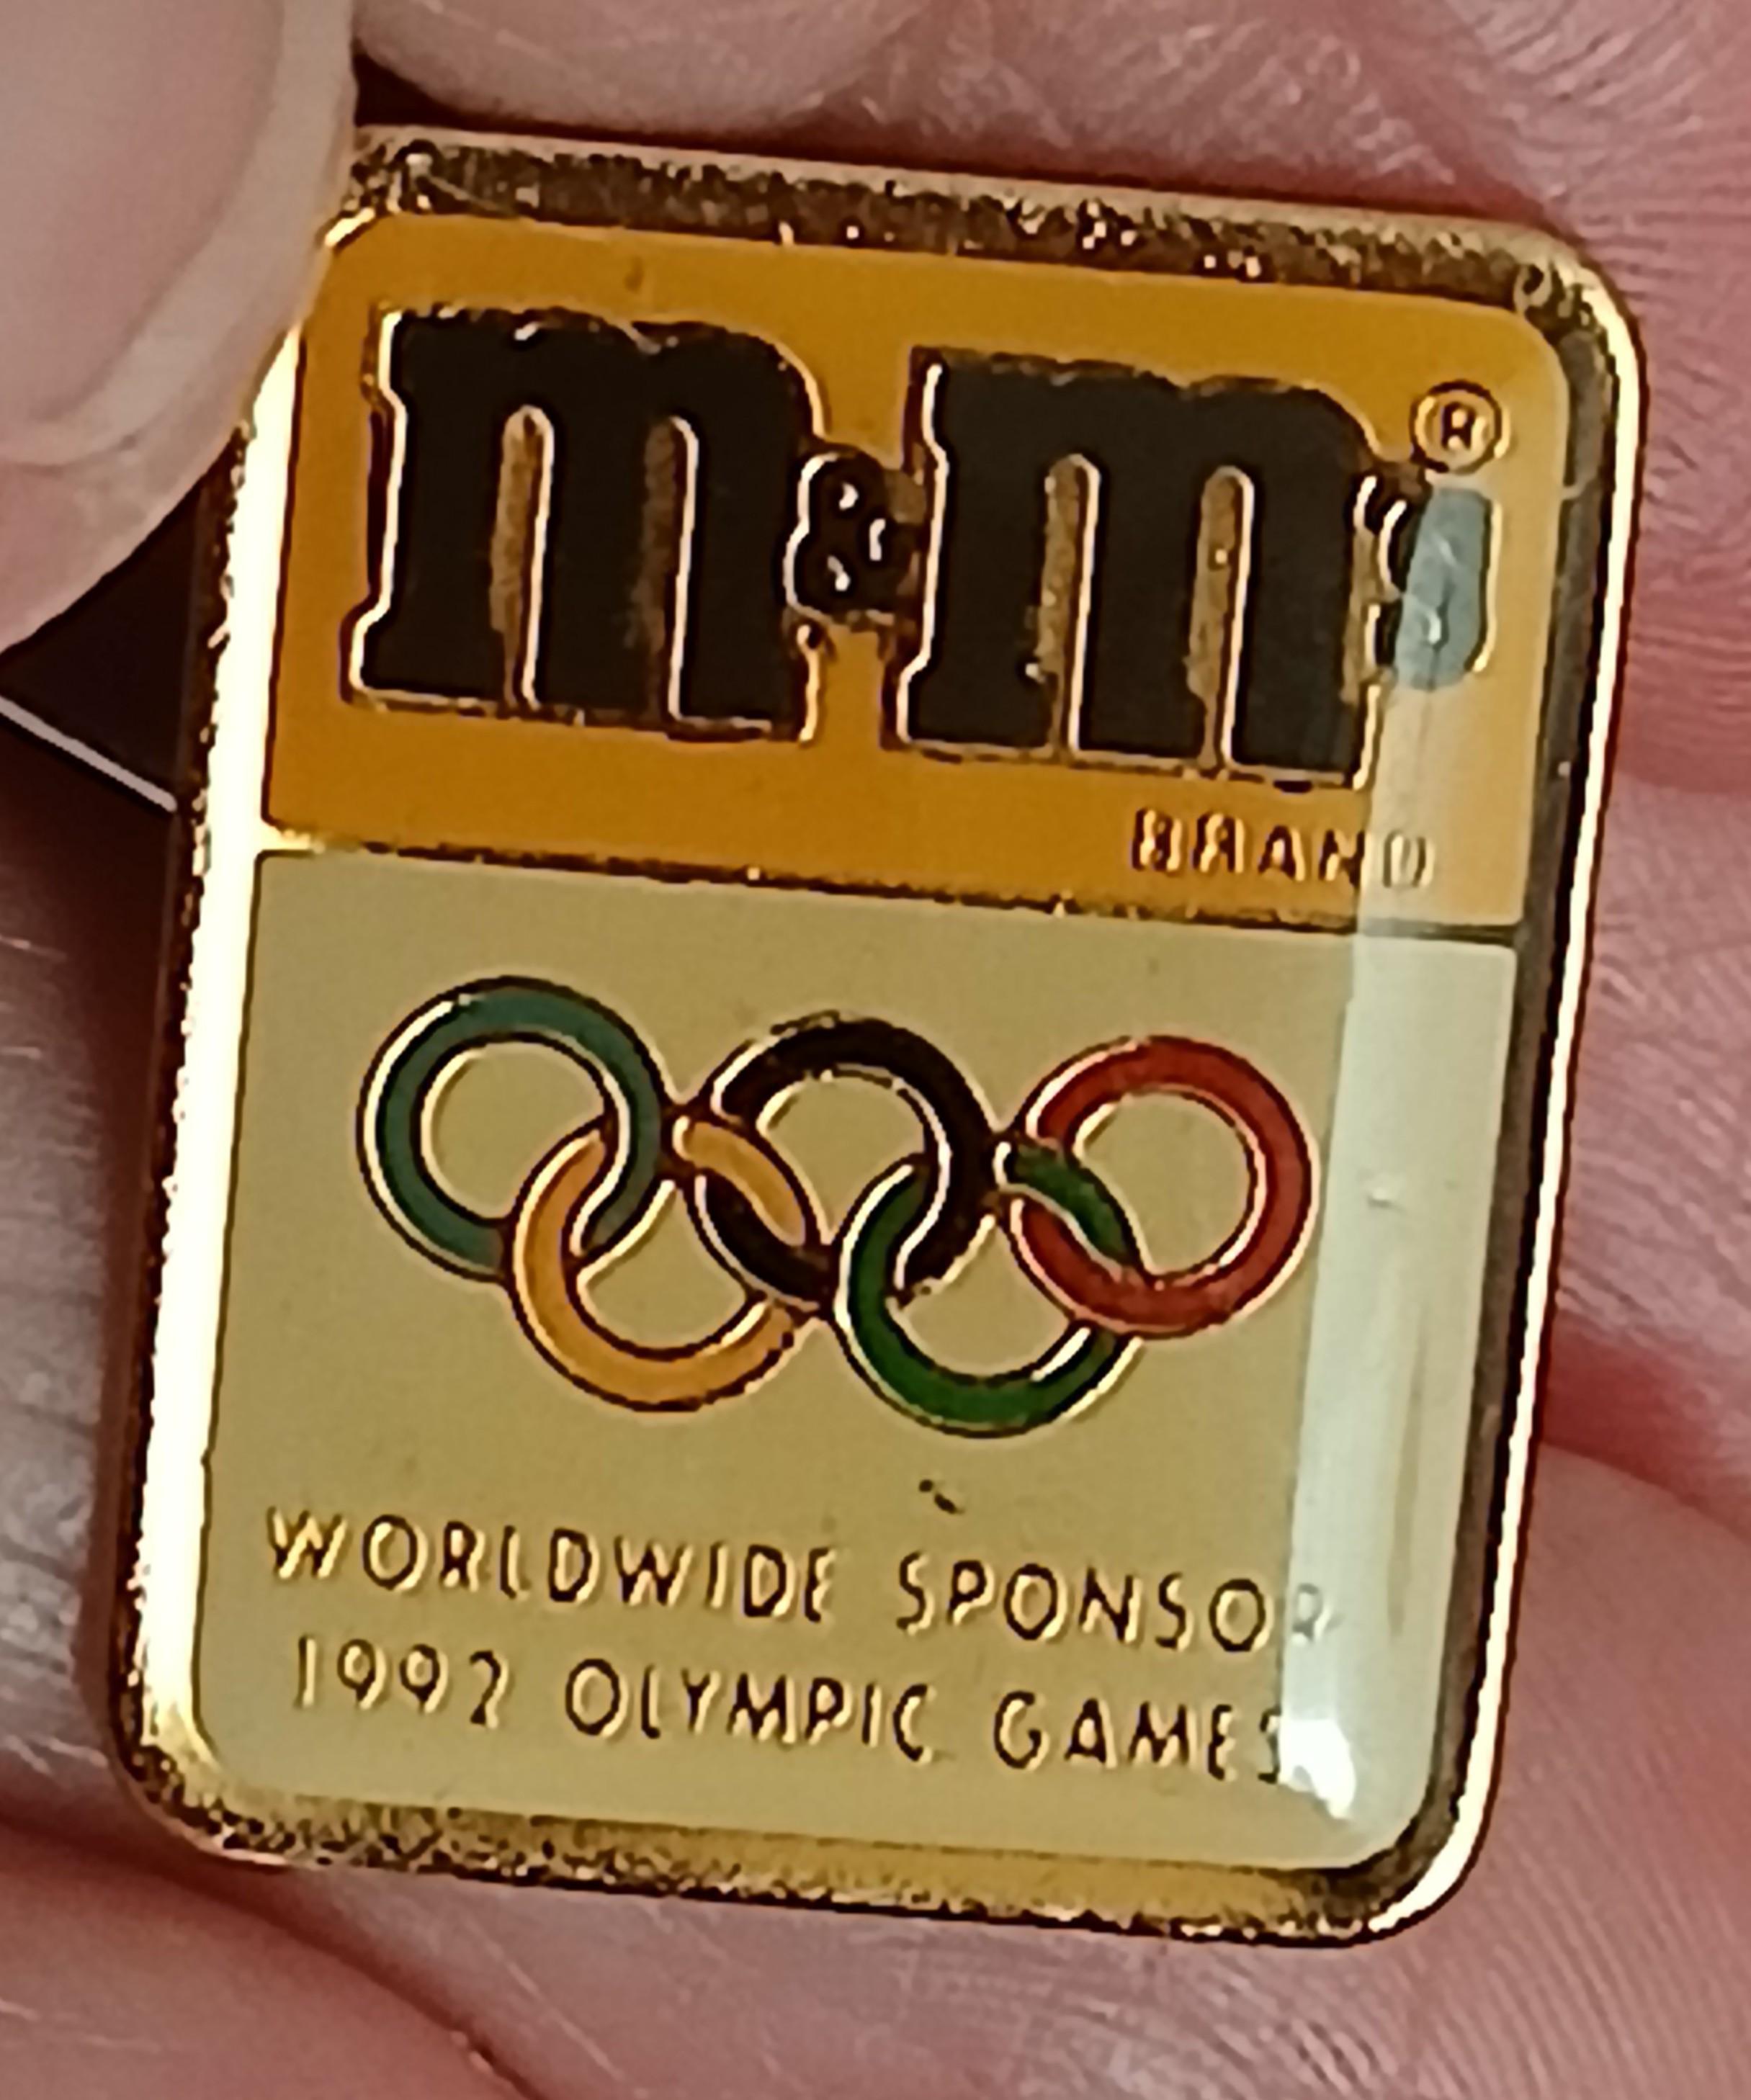 m&m's®
BRAND
WORLDWIDE SPONSOR
1992 OLYMPIC GAMES